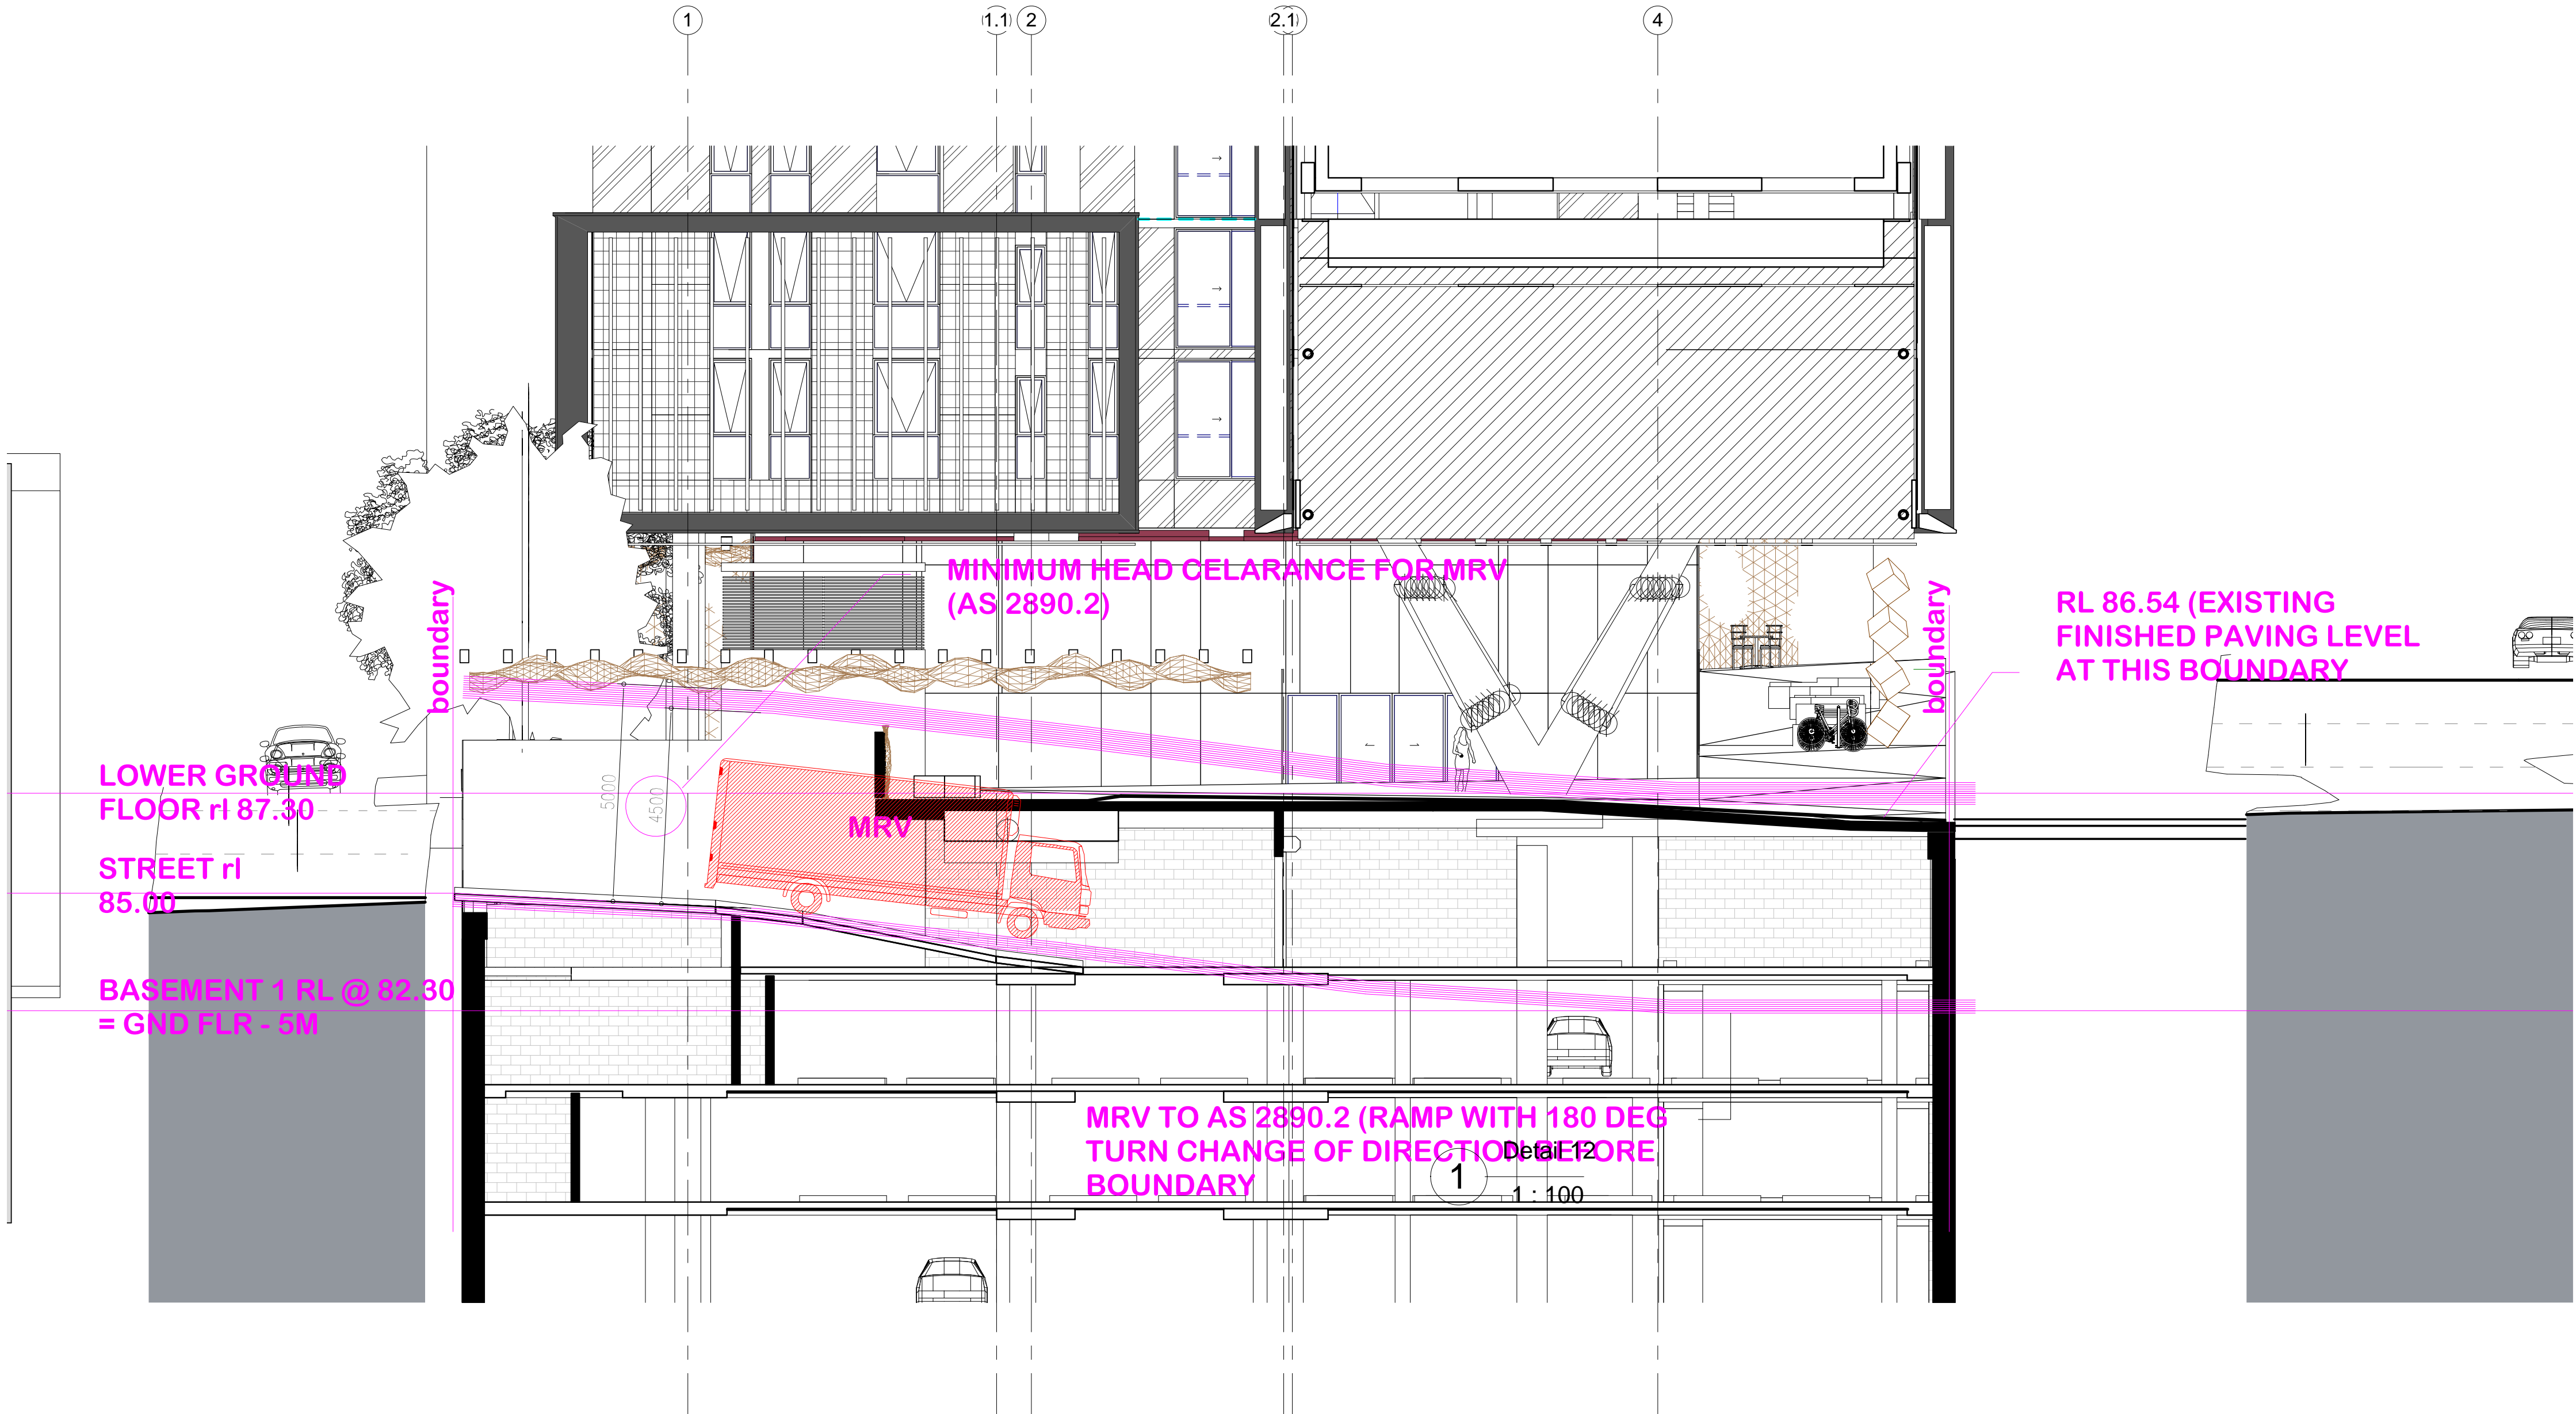 1
1.1
2
2.1
4
MINIMUM HEAD CELARANCE FOR MRV
(AS 2890.2)
boundary
boundary
RL 86.54 (EXISTING
FINISHED PAVING LEVEL
AT THIS BOUNDARY
LOWER GROUND
FLOOR rl 87.30
5000
4500
MRV
STREET rl
85.00
BASEMENT 1 RL @ 82.30
= GND FLR - 5M
MRV TO AS 2890.2 (RAMP WITH 180 DEG
TURN CHANGE OF DIRECTION BEFORE
BOUNDARY
1
Detail 12
1 : 100